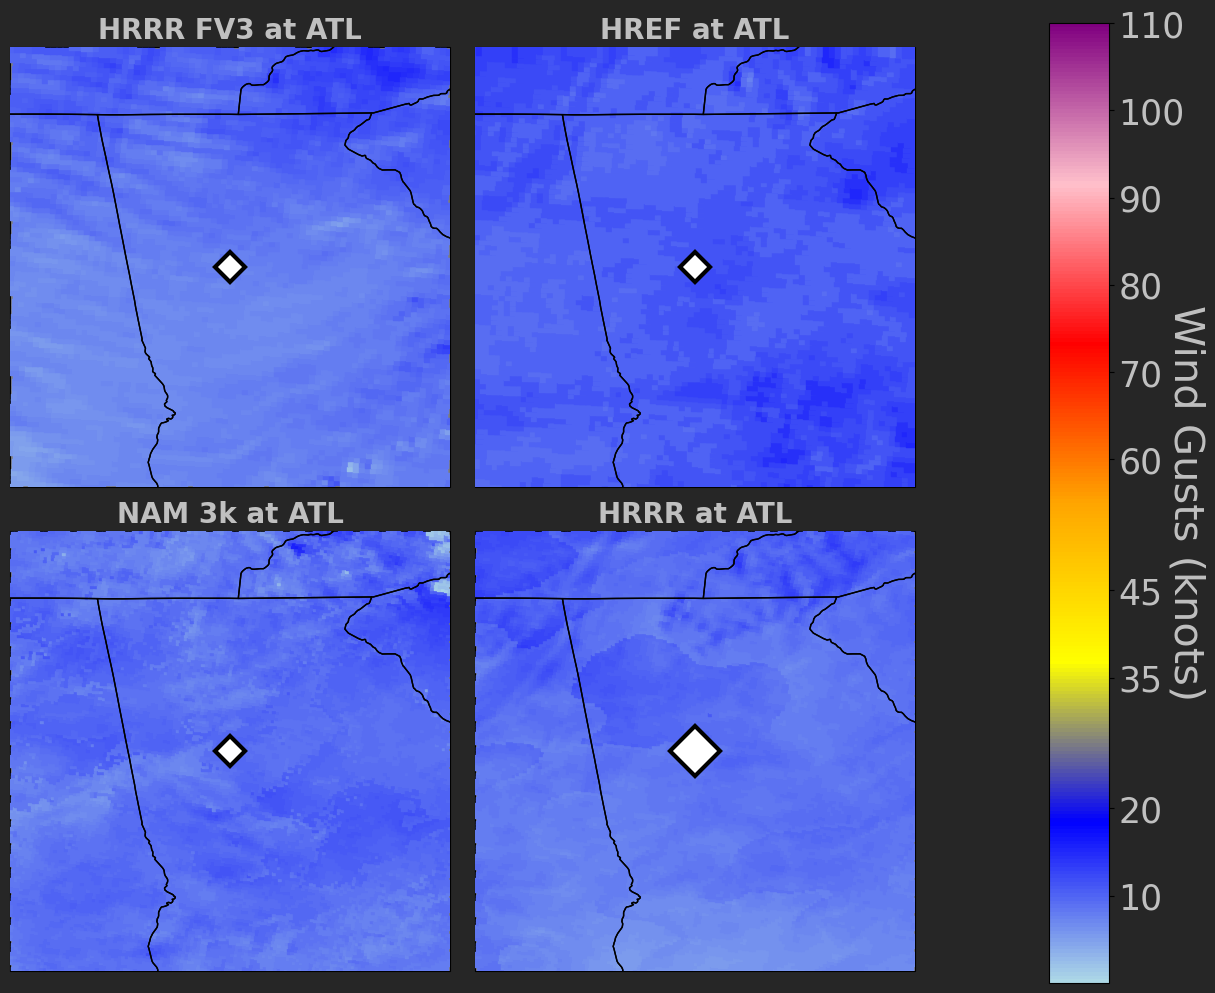 HRRR FV3 at ATL
HREF at ATL
NAM 3k at ATL
HRRR at ATL
110
100
90
80
70
60
45
35
20
10
Wind Gusts (knots)